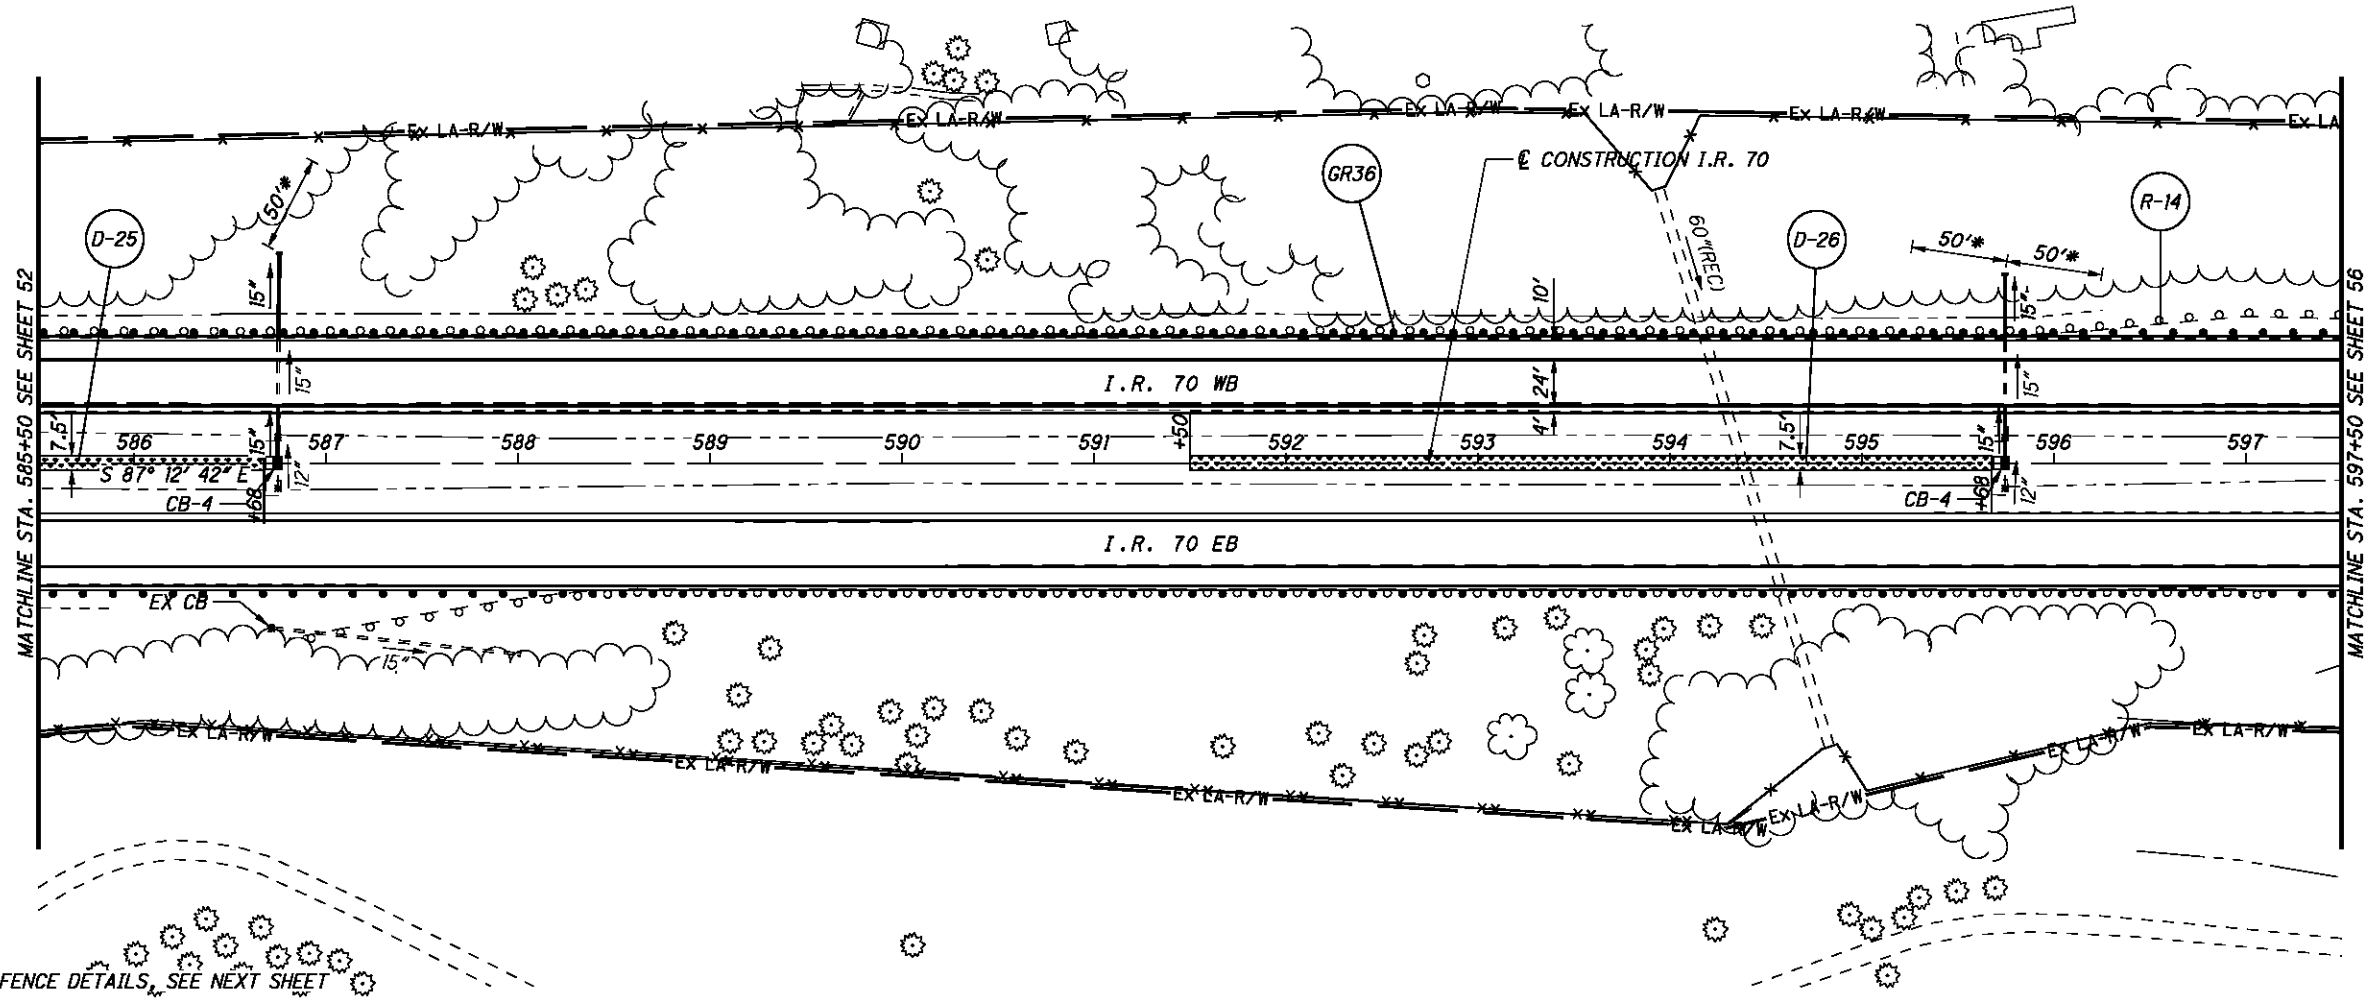 EX LA-R/W
EX LA-R/W
EX LA-R/W
EX LA-R/W
EX LA-R/W
EX LA
℄ CONSTRUCTION I.R. 70
GR36
R-14
50'*
D-25
60"(REC)
D-26
50'*
50'*
15"
10'
15"
MATCHLINE STA. 585+50 SEE SHEET 52
MATCHLINE STA. 597+50 SEE SHEET 56
15"
I.R. 70 WB
24'
15"
7.5'
586
15"
587
588
589
590
591
+50
592
4'
593
594
7.5'
595
15"
596
597
S 87° 12' 42" E
12"
CB-4
+68
CB-4
+68
12"
I.R. 70 EB
EX CB
15"
EX LA-R/W
EX LA-R/W
EX LA-R/W
EX LA-R/W
EX LA-R/W
EX LA-R/W
EX LA-R/W
FENCE DETAILS, SEE NEXT SHEET